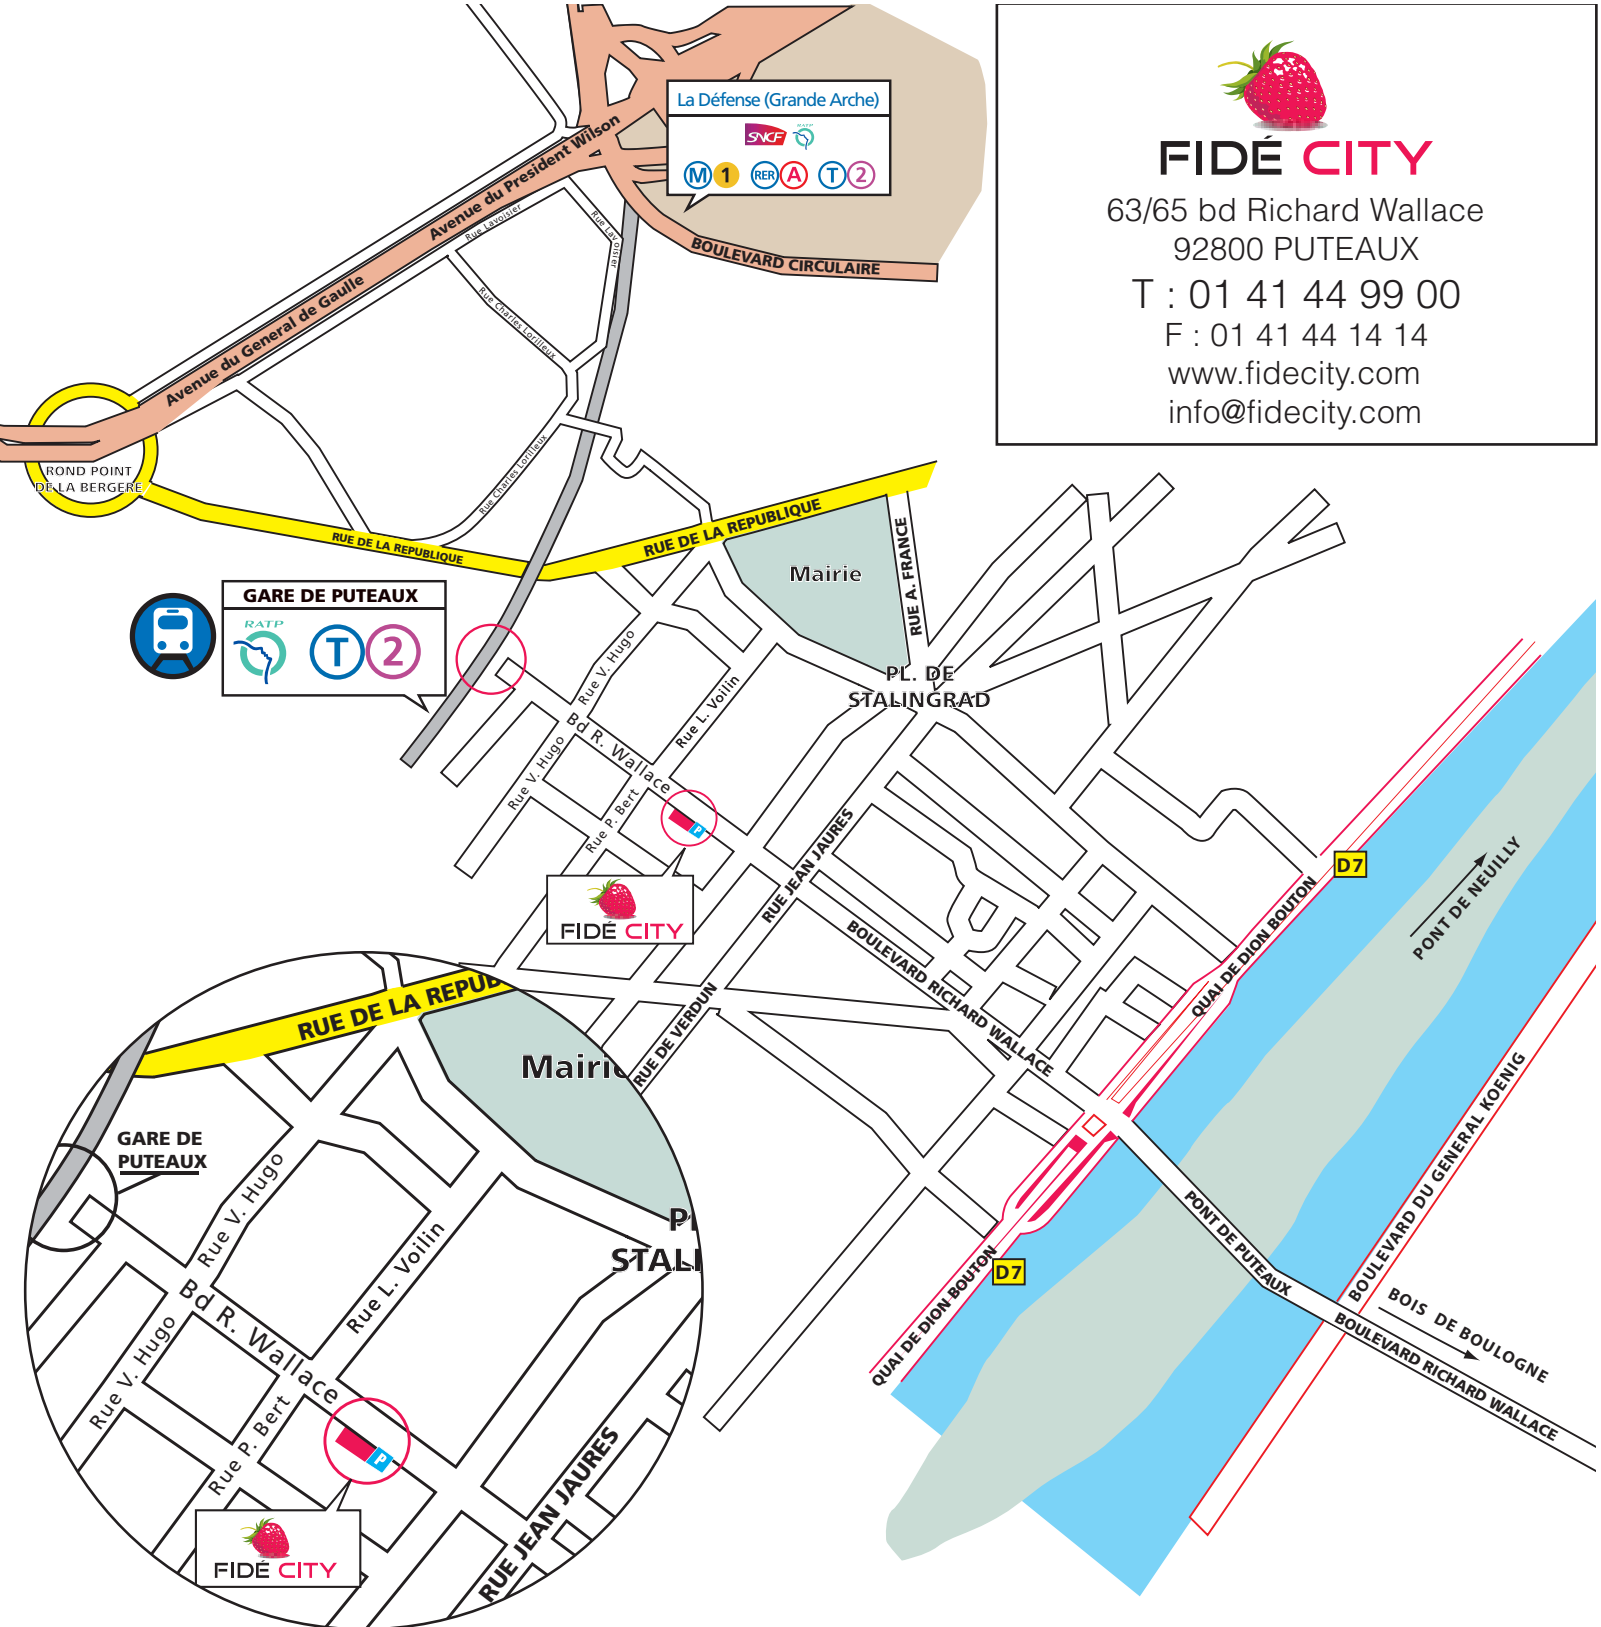 La Défense (Grande Arche)
SNCF
RATP
M 1 RER A T 2
FIDÉ CITY
63/65 bd Richard Wallace
92800 PUTEAUX
T : 01 41 44 99 00
F : 01 41 44 14 14
www.fidecity.com
info@fidecity.com
Avenue du President Wilson
Avenue du General de Gaulle
Rue Lavoisier
Rue Lavoisier
BOULEVARD CIRCULAIRE
Rue Charles Lorilleux
Rue Charles Lorilleux
ROND POINT
DE LA BERGERE
RUE DE LA REPUBLIQUE
RUE DE LA REPUBLIQUE
Mairie
RUE A. FRANCE
GARE DE PUTEAUX
RATP
T 2
PL. DE
STALINGRAD
Rue V. Hugo
Rue L. Voilin
Bd R. Wallace
Rue V. Hugo
Rue P. Bert
P
FIDÉ CITY
RUE JEAN JAURES
BOULEVARD RICHARD WALLACE
RUE DE VERDUN
D7
QUAI DE DION BOUTON
PONT DE NEUILLY
BOULEVARD DU GENERAL KOENIG
PONT DE PUTEAUX
D7
QUAI DE DION BOUTON
BOIS DE BOULOGNE
BOULEVARD RICHARD WALLACE
RUE DE LA REPUB
Mairie
GARE DE
PUTEAUX
Rue V. Hugo
Pl
STALI
Rue L. Voilin
Bd R. Wallace
Rue V. Hugo
Rue P. Bert
P
RUE JEAN JAURES
FIDÉ CITY